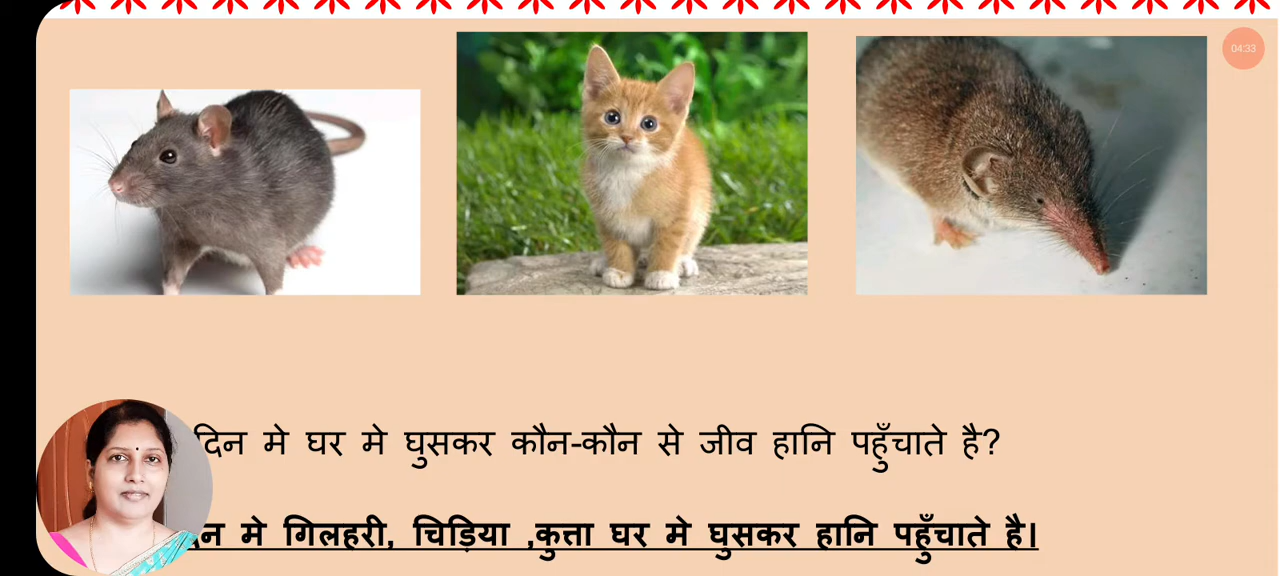 04:33
दिन मे घर मे घुसकर कौन-कौन से जीव हानि पहुँचाते है?
मे गिलहरी, चिड़िया ,कुत्ता घर मे घुसकर हानि पहुँचाते है।